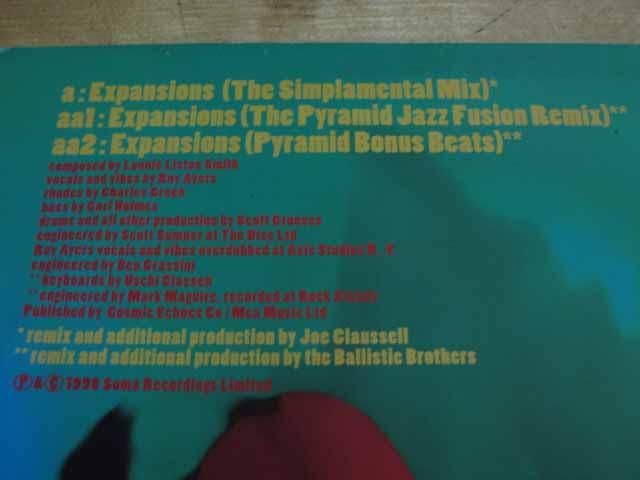 a : Expansions (The Simplamental Mix)*
aa1 : Expansions (The Pyramid Jazz Fusion Remix)**
aa2 : Expansions (Pyramid Bonus Beats)**
composed by Lonnie Liston Smith
vocals and vibes by Roy Ayers
rhodes by Charles Green
bass by Carl Holmes
drums and all other production by Scott Grooves
engineered by Scott Sumner at The Disc Ltd
Roy Ayers vocals and vibes overdubbed at Axis Studios N.Y.
engineered by Ben Grassini
** keyboards by Uschi Classen
** engineered by Mark Maguire, recorded at Rock Steady
Published by Cosmic Echoes Co / Mca Music Ltd
* remix and additional production by Joe Claussell
** remix and additional production by the Ballistic Brothers
℗ & © 1998 Soma Recordings Limited